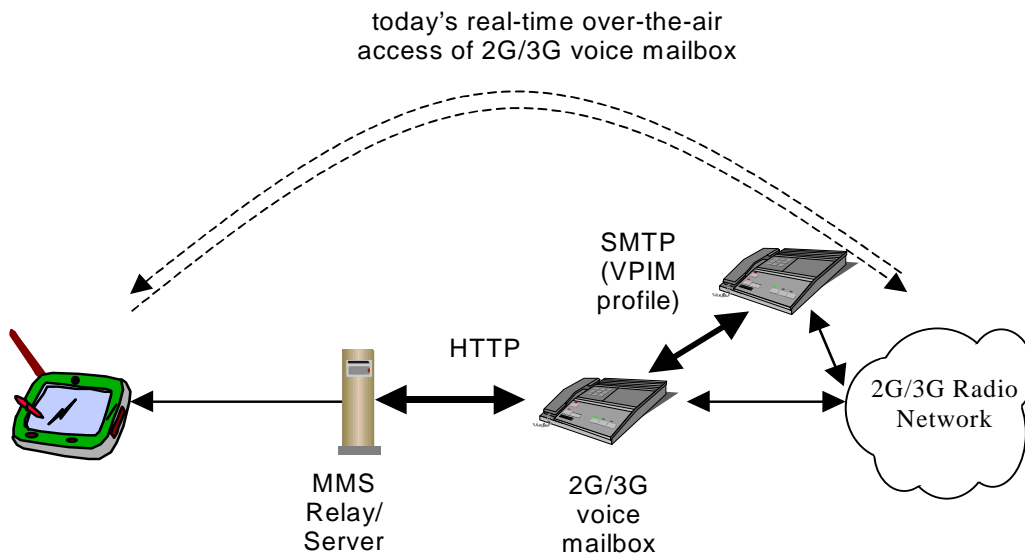 today's real-time over-the-air
access of 2G/3G voice mailbox
SMTP
(VPIM
profile)
HTTP
2G/3G Radio
Network
MMS
Relay/
Server
2G/3G
voice
mailbox